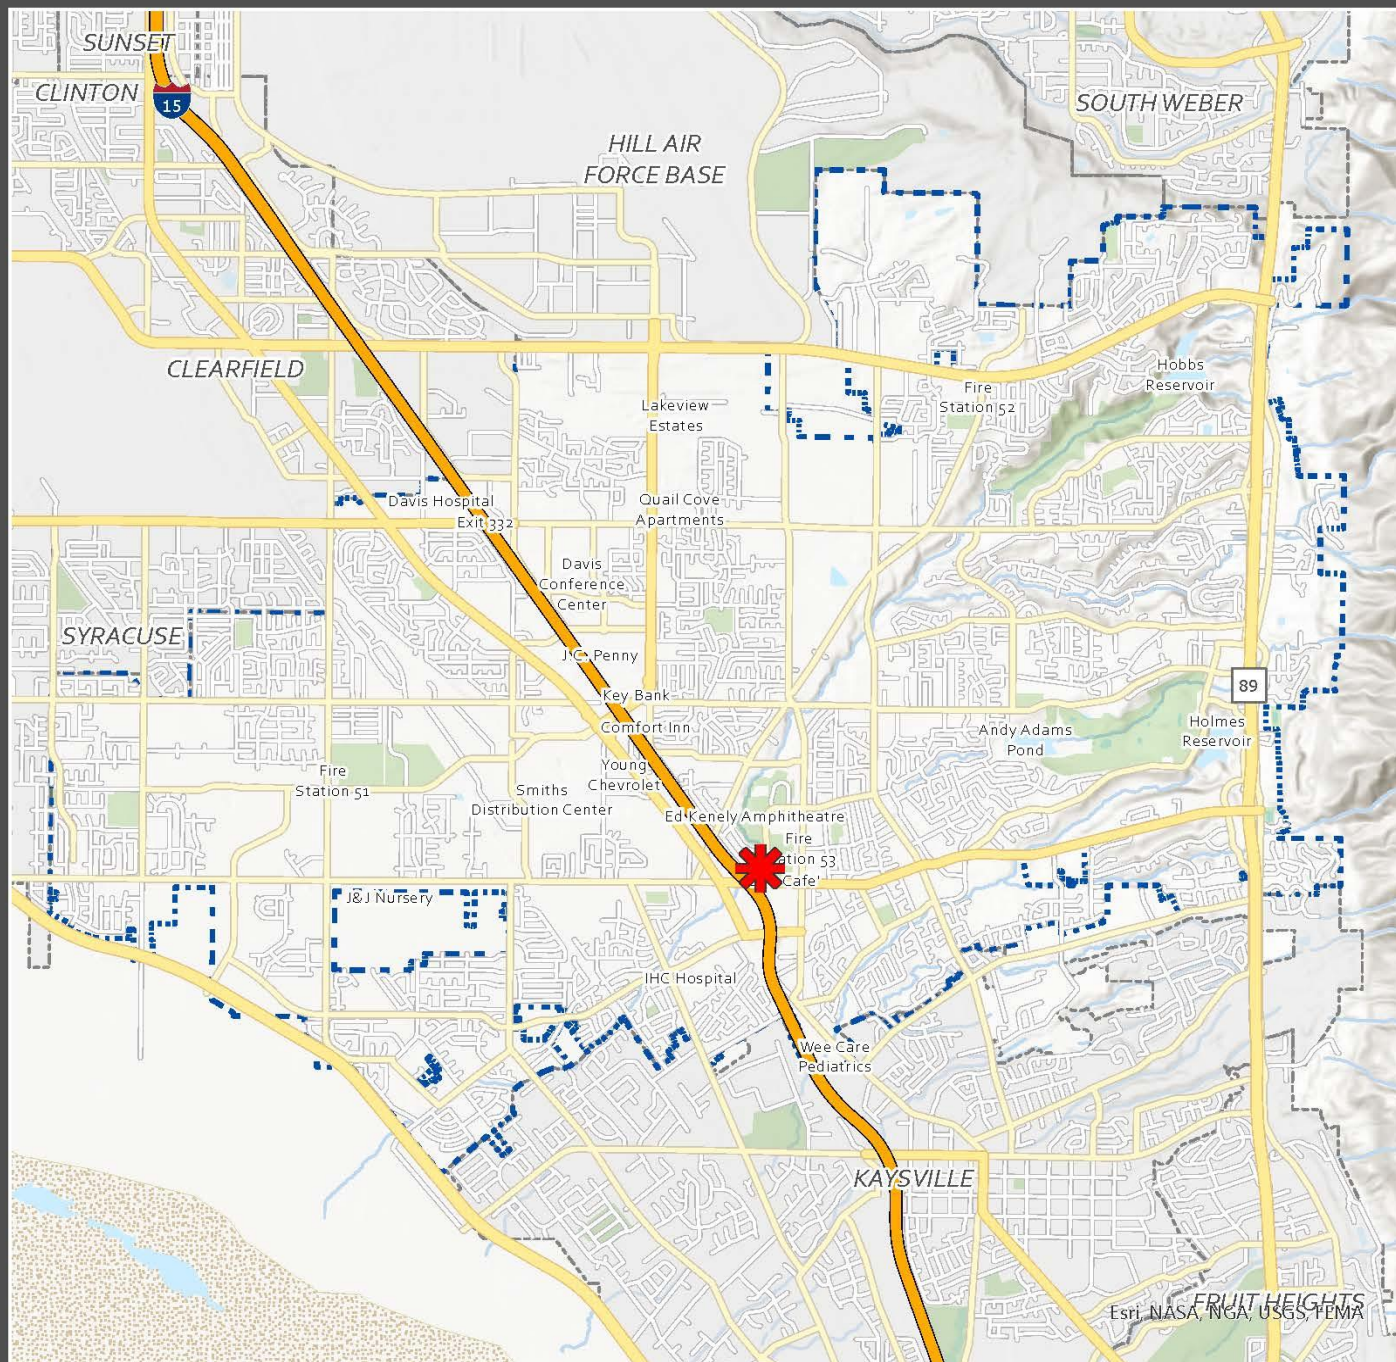 SUNSET
CLINTON
15
SOUTH WEBER
HILL AIR
FORCE BASE
CLEARFIELD
Hobbs
Reservoir
Fire
Station 52
Lakeview
Estates
Davis Hospital
Exit 332
Quail Cove
Apartments
Davis
Conference
Center
SYRACUSE
J.C. Penny
Key Bank
89
Comfort Inn
Andy Adams
Pond
Holmes
Reservoir
Young
Chevrolet
Fire
Station 51
Smiths
Distribution Center
Ed Kenely Amphitheatre
Fire
ation 53
Cafe'
J&J Nursery
IHC Hospital
Wee Care
Pediatrics
KAYSVILLE
FRUIT HEIGHTS
Esri, NASA, NGA, USGS, FEMA